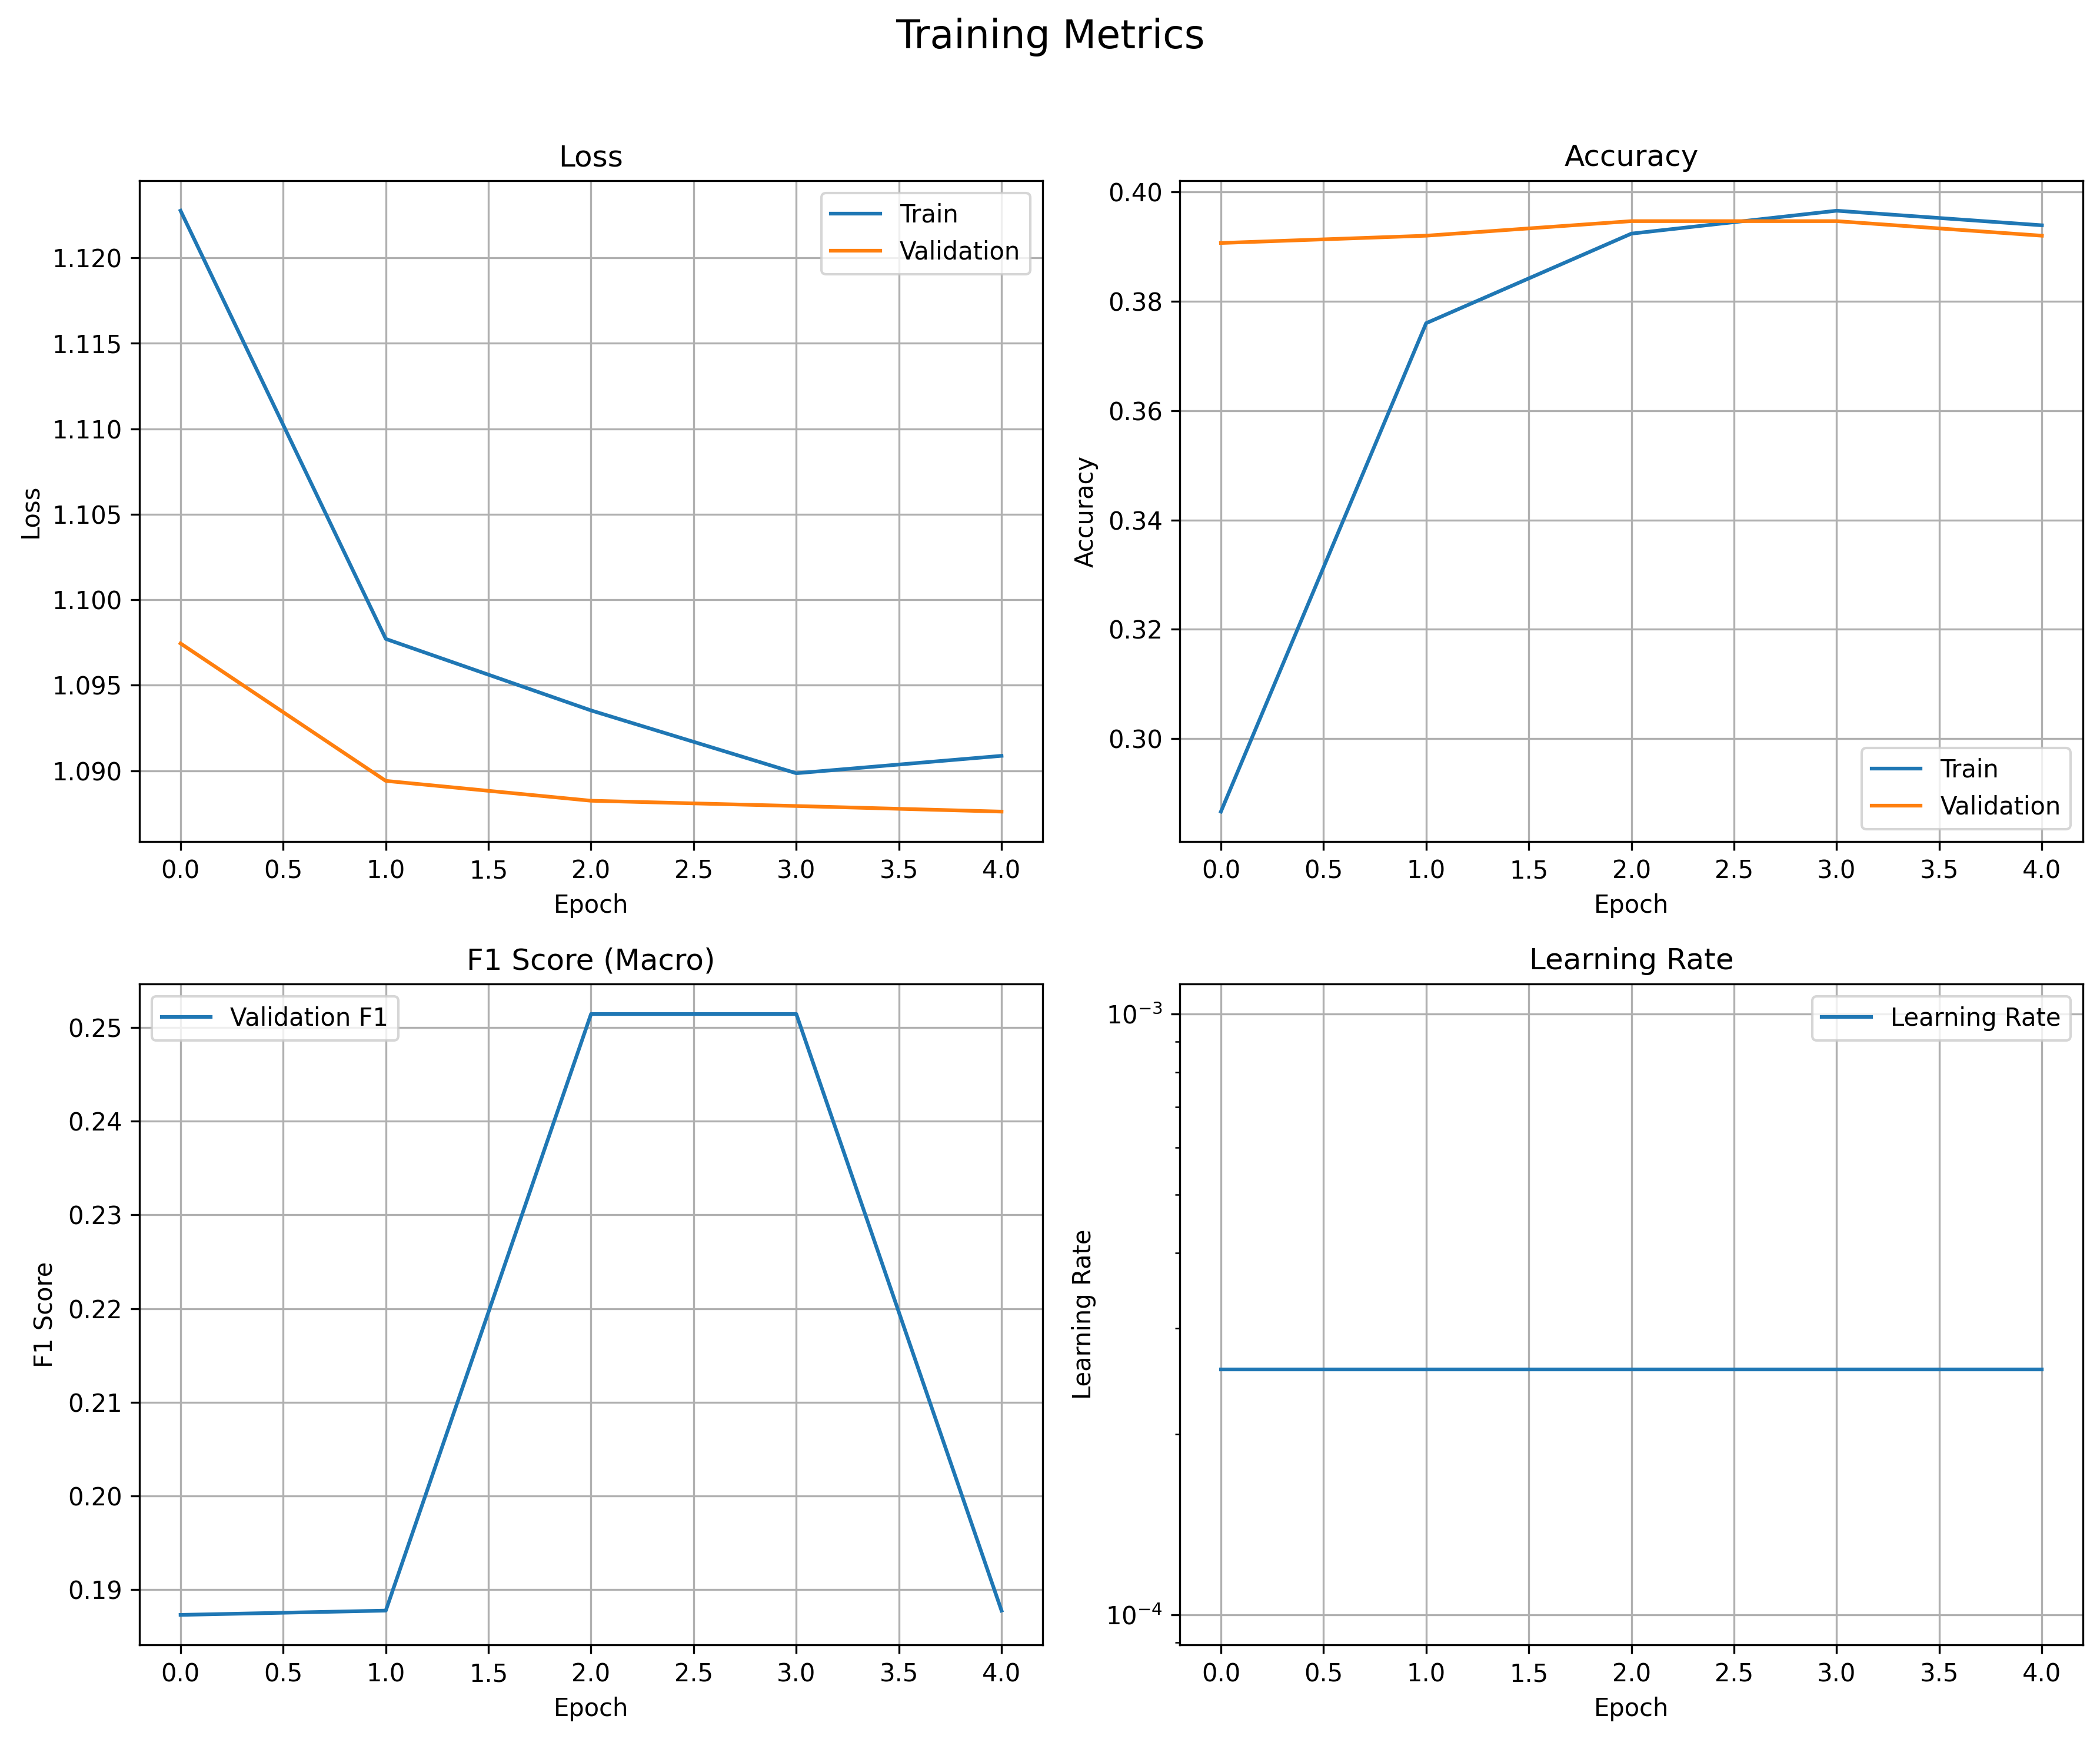 Training Metrics
Loss
Train
Validation
1.120
1.115
1.110
1.105
1.100
1.095
1.090
Loss
0.0 0.5 1.0 1.5 2.0 2.5 3.0 3.5 4.0
Epoch
Accuracy
0.40
0.38
0.36
0.34
0.32
0.30
Accuracy
Train
Validation
0.0 0.5 1.0 1.5 2.0 2.5 3.0 3.5 4.0
Epoch
F1 Score (Macro)
Validation F1
0.25
0.24
0.23
0.22
0.21
0.20
0.19
F1 Score
0.0 0.5 1.0 1.5 2.0 2.5 3.0 3.5 4.0
Epoch
Learning Rate
Learning Rate
10⁻³
10⁻⁴
Learning Rate
0.0 0.5 1.0 1.5 2.0 2.5 3.0 3.5 4.0
Epoch